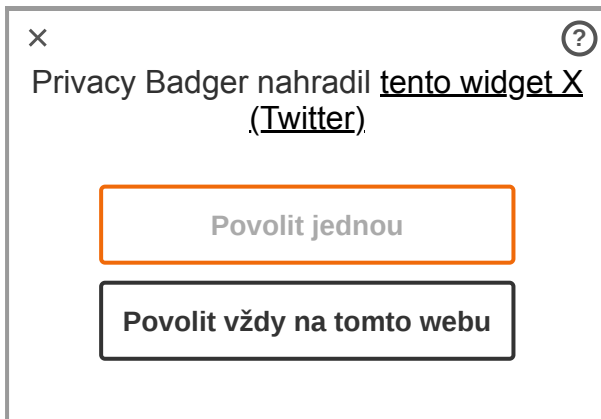 × ?
Privacy Badger nahradil tento widget X
(Twitter)
Povolit jednou
Povolit vždy na tomto webu